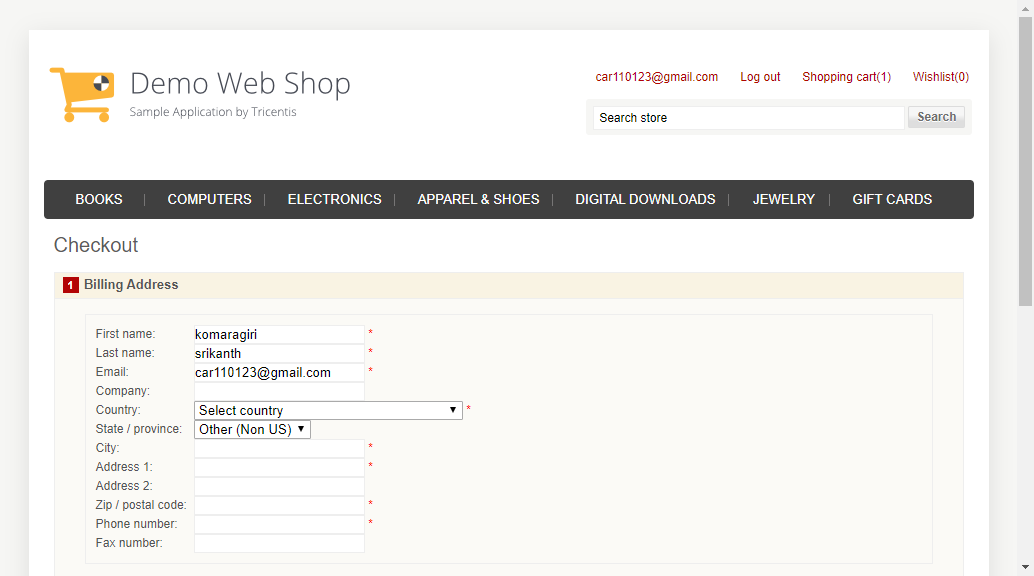 Demo Web Shop
Sample Application by Tricentis
car110123@gmail.com Log out Shopping cart(1) Wishlist(0)
Search store Search
BOOKS COMPUTERS ELECTRONICS APPAREL & SHOES DIGITAL DOWNLOADS JEWELRY GIFT CARDS
Checkout
1 Billing Address
First name: komaragiri *
Last name: srikanth *
Email: car110123@gmail.com *
Company:
Country: Select country *
State / province: Other (Non US)
City: *
Address 1: *
Address 2:
Zip / postal code: *
Phone number: *
Fax number: